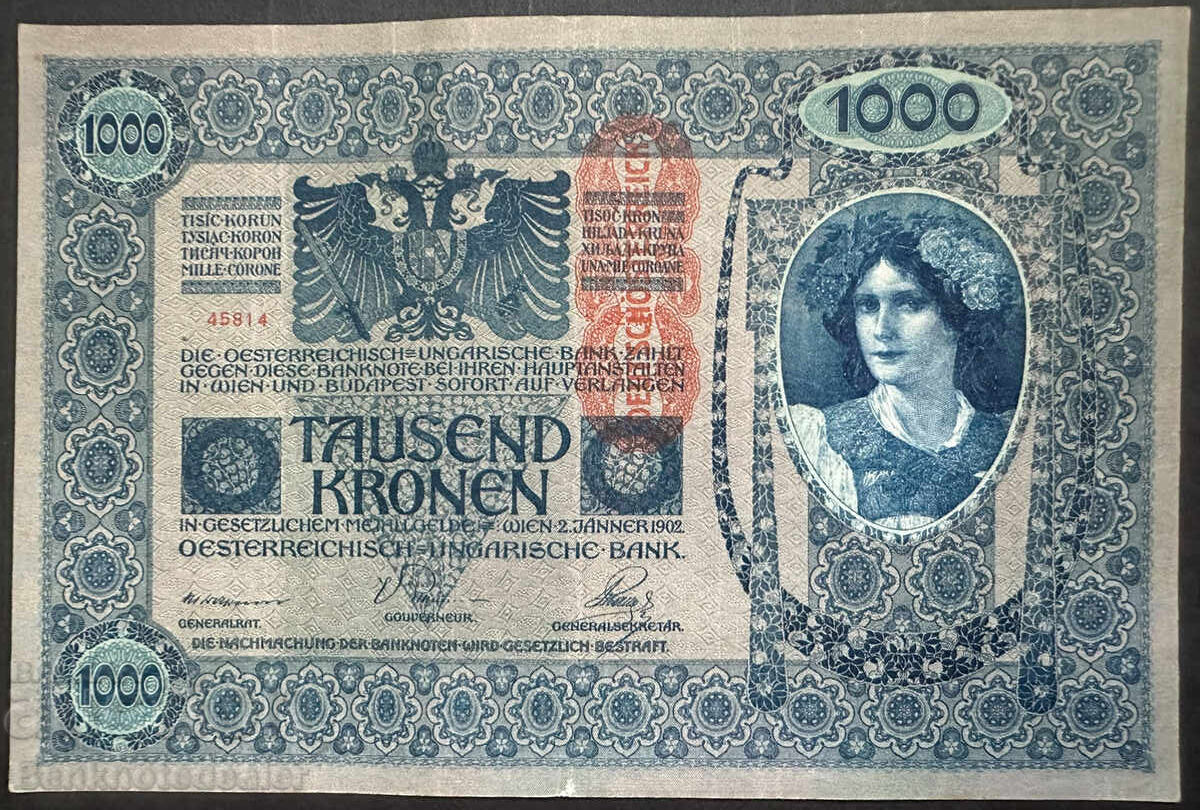 1000
1000
TISÍC·KORUN
TYSIĄC·KORON
ТИСЯЧ·КОРОН
MILLE·CORONE
TISOČ·KRON
HILJADA·KRUNA
ХИЉАДА·КРУНА
UNA·MIE COROANE
DEUTSCHÖSTERREICH
45814
DIE·OESTERREICHISCH=UNGARISCHE·BANK·ZAHLT
GEGEN·DIESE·BANKNOTE·BEI·IHREN·HAUPTANSTALTEN
IN·WIEN·UND·BUDAPEST·SOFORT·AUF·VERLANGEN
TAUSEND
KRONEN
IN·GESETZLICHEM·METALLGELDE=WIEN·2.JÄNNER·1902.
OESTERREICHISCH=UNGARISCHE·BANK.
GENERALRAT.
GOUVERNEUR.
GENERALSEKRETÄR.
DIE·NACHMACHUNG·DER·BANKNOTEN·WIRD·GESETZLICH·BESTRAFT.
1000
Banknotedealer